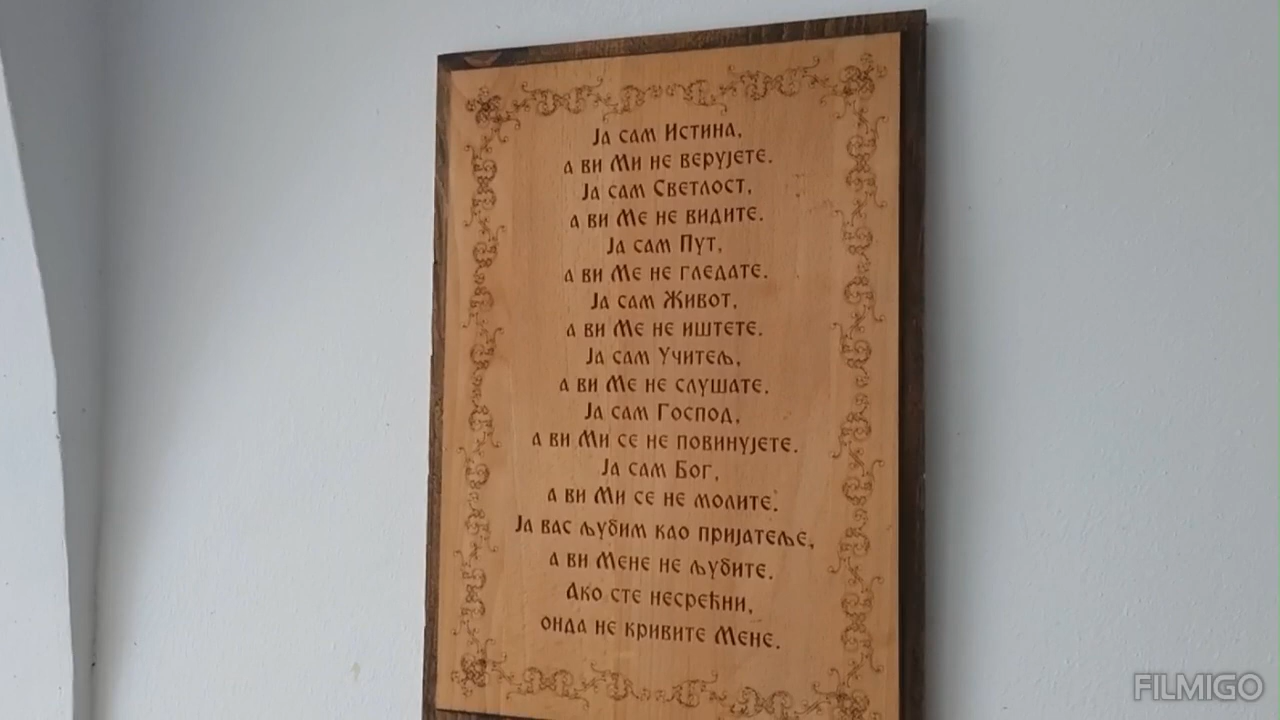 Ја сам Истина,
а ви Ми не верујете.
Ја сам Светлост,
а ви Ме не видите.
Ја сам Пут,
а ви Ме не гледате.
Ја сам Живот,
а ви Ме не иштете.
Ја сам Учитељ,
а ви Ме не слушате.
Ја сам Господ,
а ви Ми се не повинујете.
Ја сам Бог,
а ви Ми се не молите.
Ја вас љубим као пријатеље,
а ви Мене не љубите.
Ако сте несрећни,
онда не кривите Мене.
FILMIGO